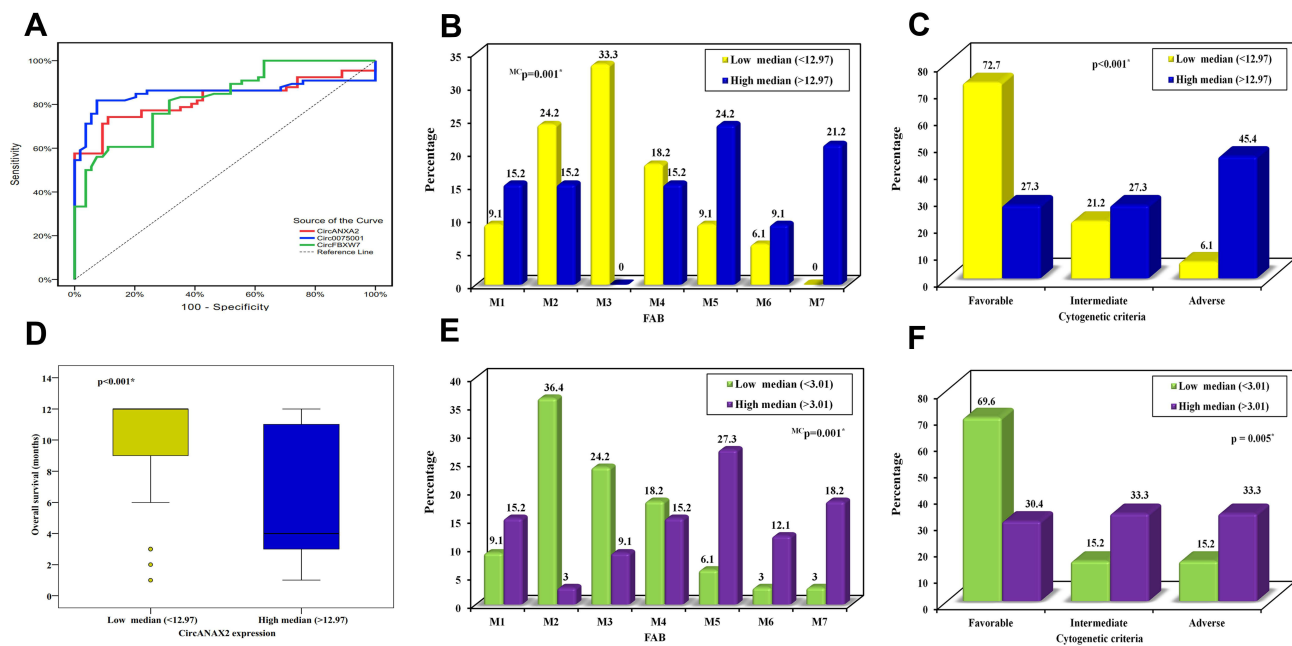 A
100%
80%
60%
40%
20%
0%
Sensitivity
Source of the Curve
CircANXA2
Circ0075001
CircFBXW7
Reference Line
0% 20% 40% 60% 80% 100%
100 - Specificity
B
Low median (<12.97)
High median (>12.97)
MCp=0.001*
35
30
25
20
15
10
5
0
Percentage
9.1 15.2 24.2 15.2 33.3 0 18.2 15.2 9.1 24.2 6.1 9.1 0 21.2
M1 M2 M3 M4 M5 M6 M7
FAB
C
Low median (<12.97)
High median (>12.97)
p<0.001*
80
70
60
50
40
30
20
10
0
Percentage
72.7 27.3 21.2 27.3 6.1 45.4
Favorable Intermediate Adverse
Cytogenetic criteria
D
p<0.001*
14
12
10
8
6
4
2
0
Overall survival (months)
Low median (<12.97) High median (>12.97)
CircANAX2 expression
E
Low median (<3.01)
High median (>3.01)
MCp=0.001*
40
35
30
25
20
15
10
5
0
Percentage
9.1 15.2 36.4 3 24.2 9.1 18.2 15.2 6.1 27.3 3 12.1 3 18.2
M1 M2 M3 M4 M5 M6 M7
FAB
F
Low median (<3.01)
High median (>3.01)
p = 0.005*
80
70
60
50
40
30
20
10
0
Percentage
69.6 30.4 15.2 33.3 15.2 33.3
Favorable Intermediate Adverse
Cytogenetic criteria